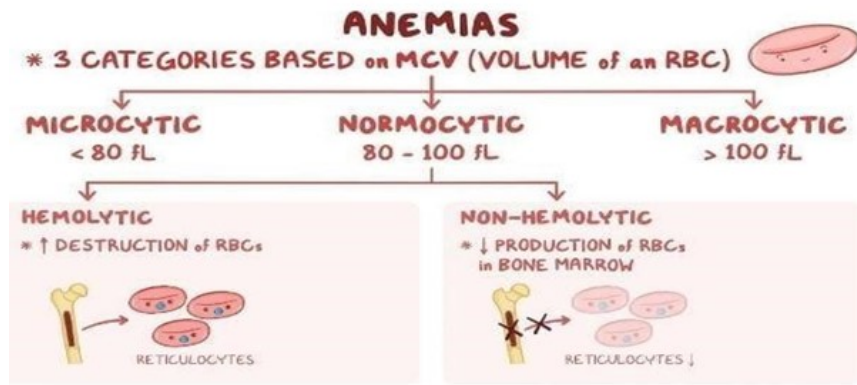 ANEMIAS
* 3 CATEGORIES BASED on MCV (VOLUME of an RBC)
MICROCYTIC
< 80 fL
NORMOCYTIC
80 - 100 fL
MACROCYTIC
> 100 fL
HEMOLYTIC
* ↑ DESTRUCTION of RBCs
RETICULOCYTES
NON-HEMOLYTIC
* ↓ PRODUCTION of RBCs
in BONE MARROW
RETICULOCYTES ↓